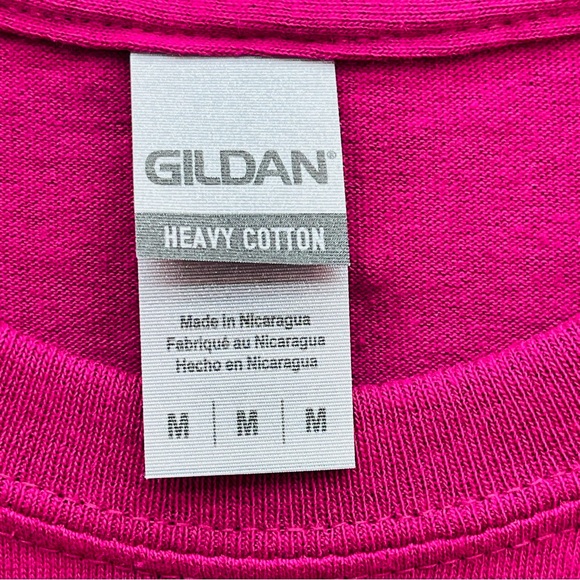 GILDAN®
HEAVY COTTON
Made in Nicaragua
Fabriqué au Nicaragua
Hecho en Nicaragua
M | M | M